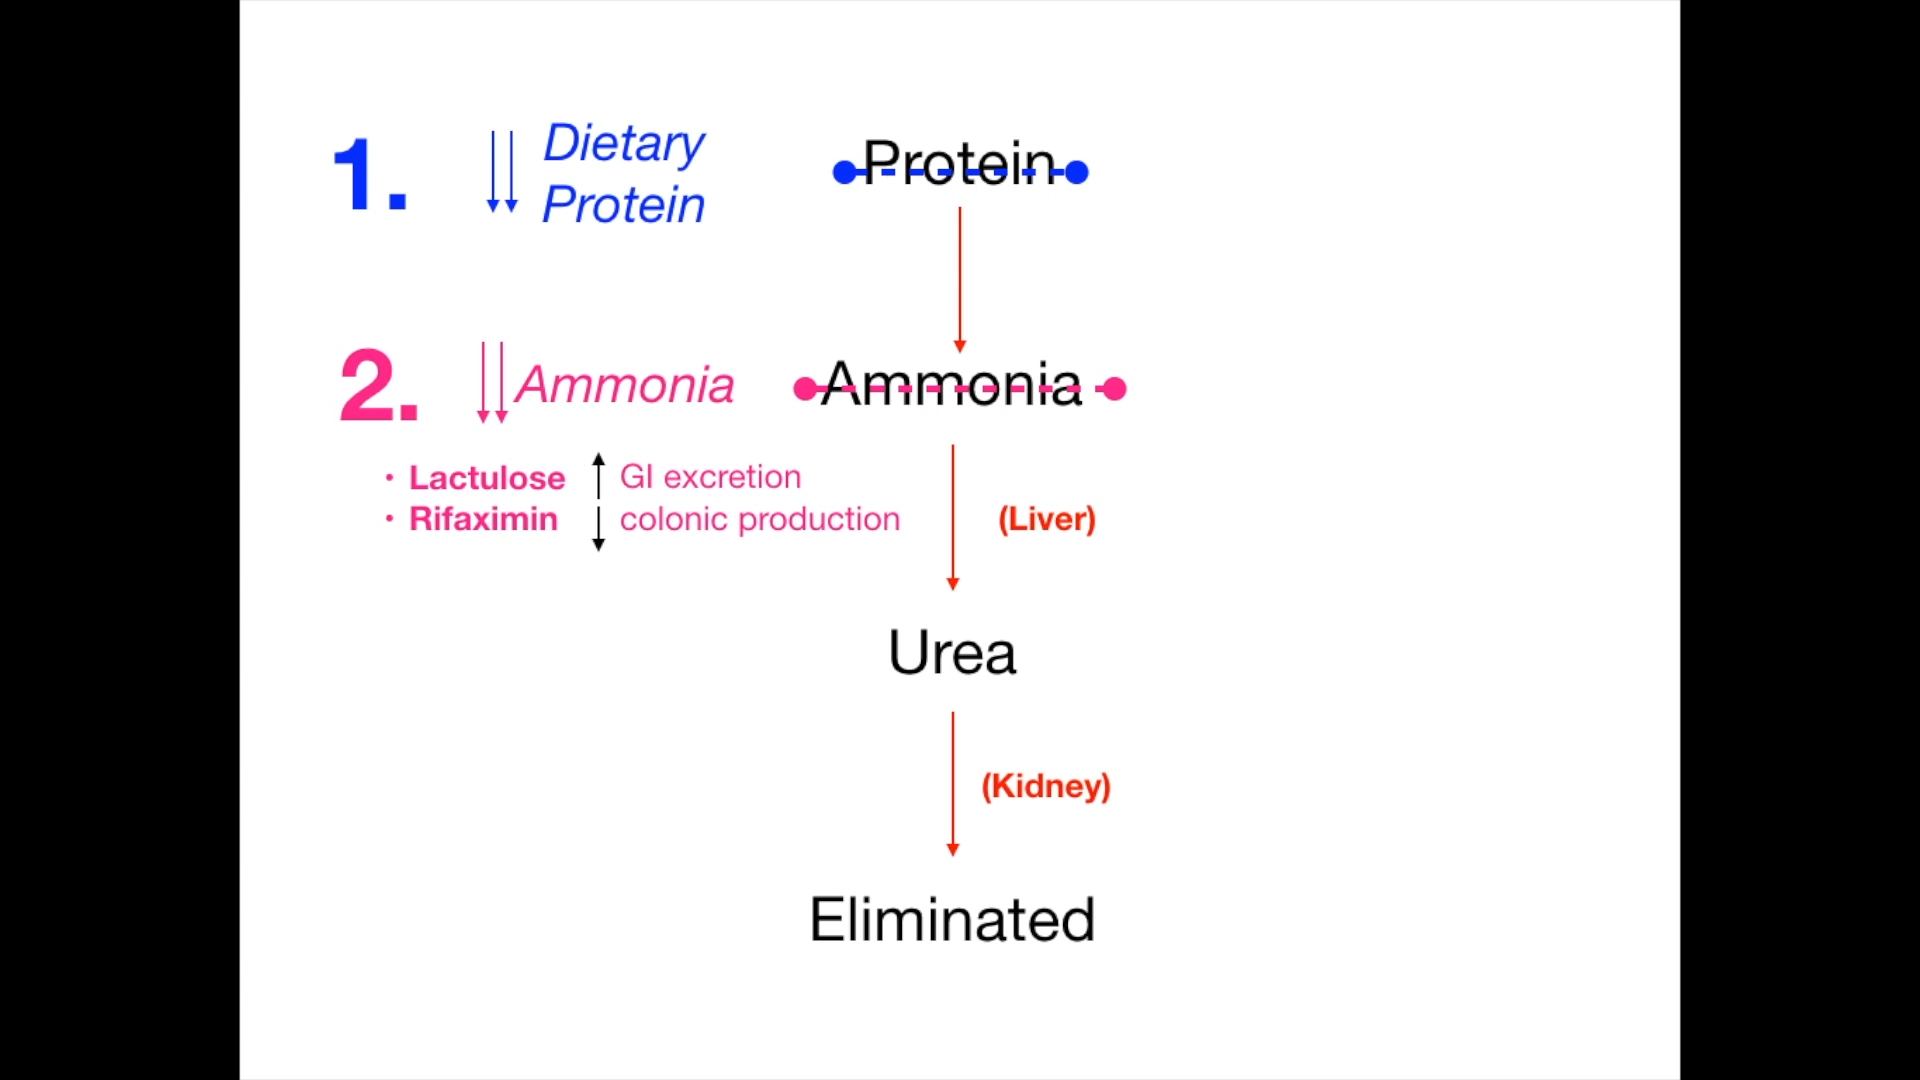 1.
Dietary
Protein
Protein
2.
Ammonia
Ammonia
• Lactulose GI excretion
• Rifaximin colonic production
(Liver)
Urea
(Kidney)
Eliminated